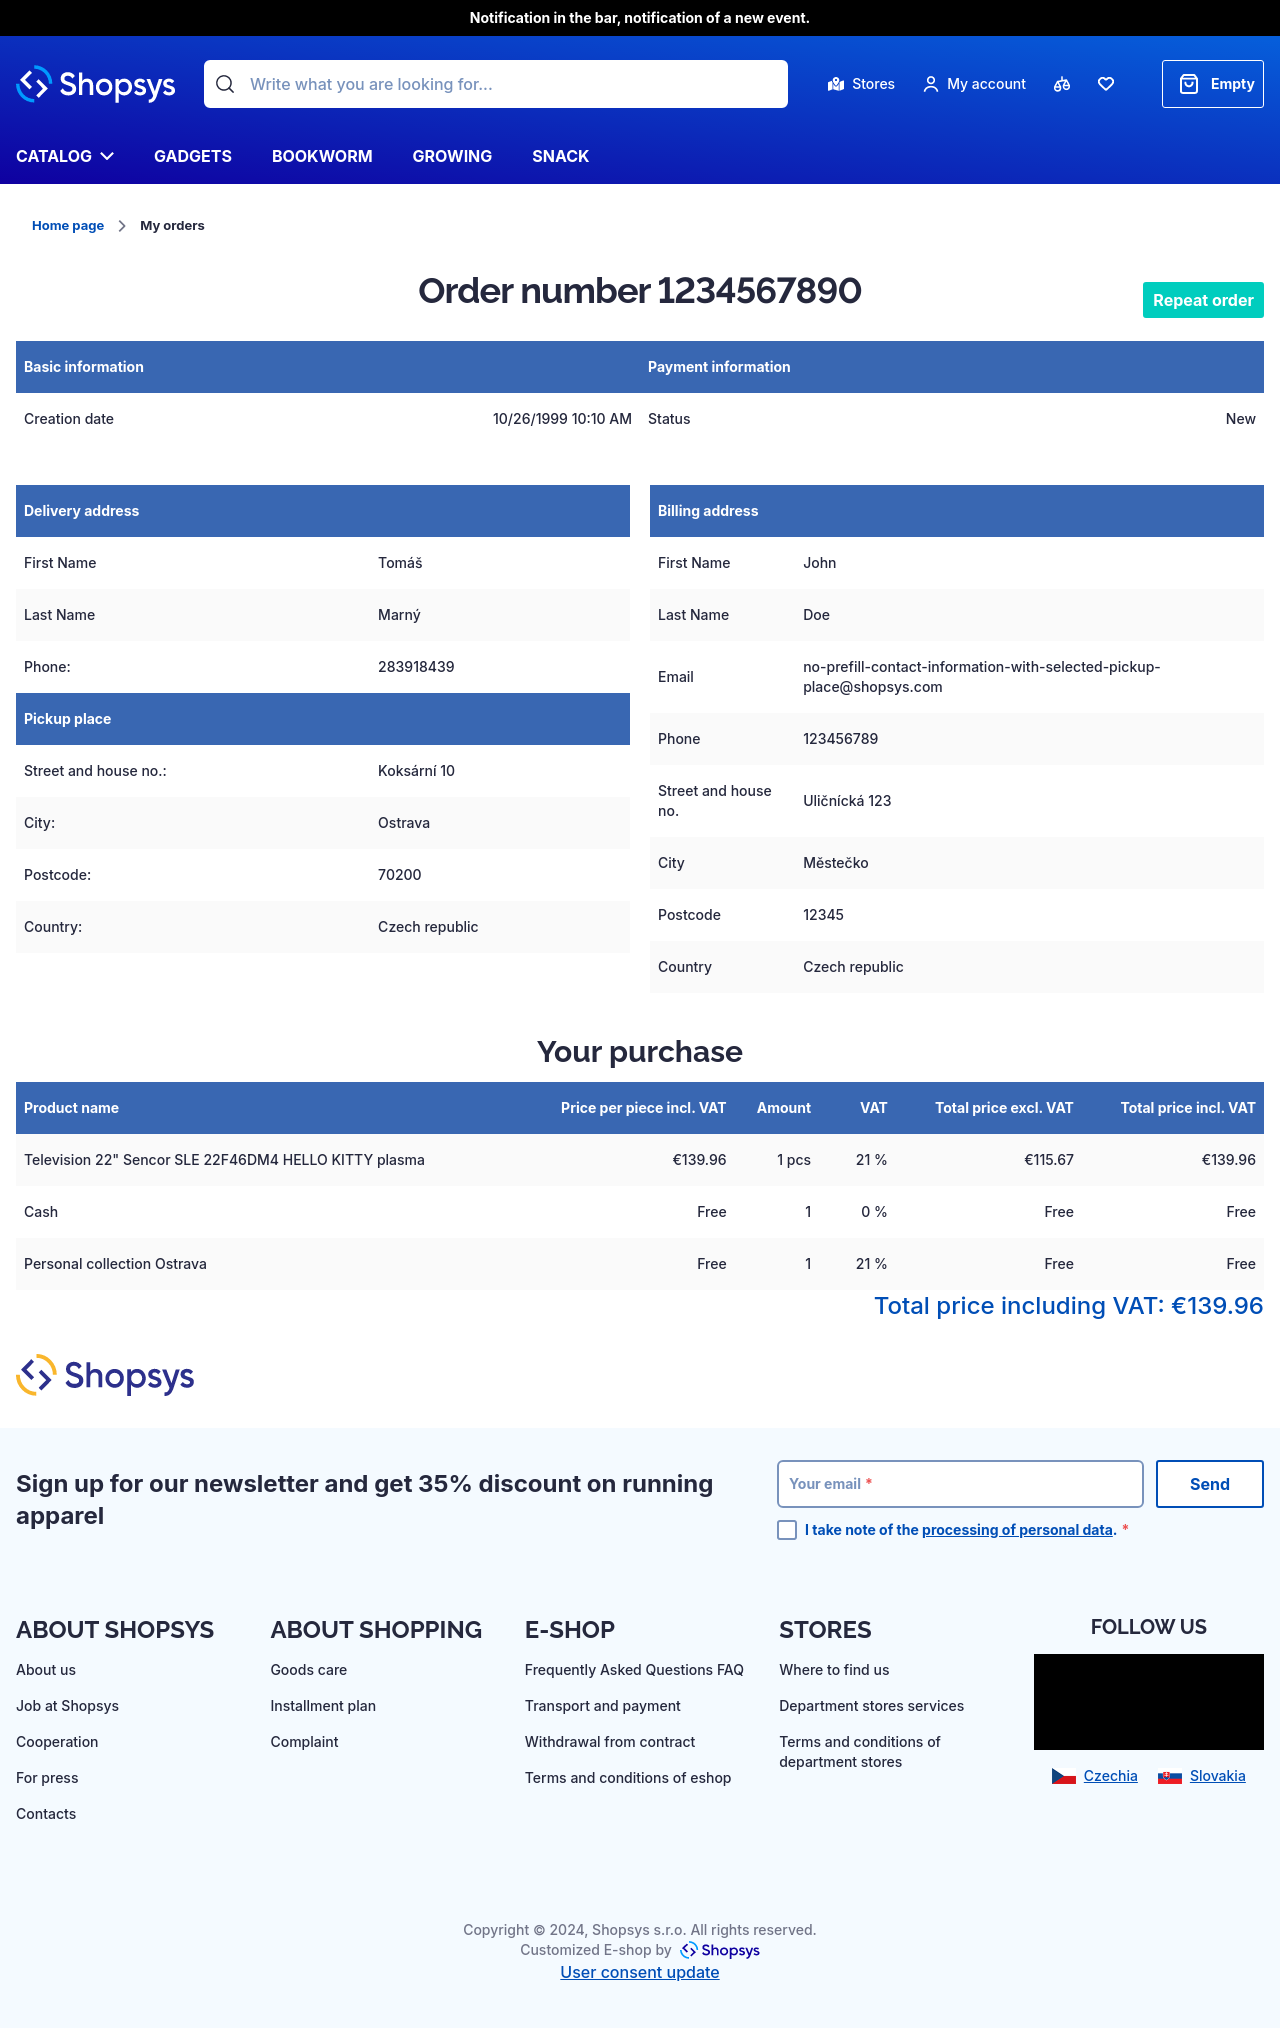 Notification in the bar, notification of a new event.
Shopsys
Write what you are looking for...
Stores
My account
Empty
CATALOG
GADGETS
BOOKWORM
GROWING
SNACK
Home page
My orders
Order number 1234567890
Repeat order
Basic information
Payment information
Creation date
10/26/1999 10:10 AM
Status
New
Delivery address
First Name
Tomáš
Last Name
Marný
Phone:
283918439
Pickup place
Street and house no.:
Koksární 10
City:
Ostrava
Postcode:
70200
Country:
Czech republic
Billing address
First Name
John
Last Name
Doe
Email
no-prefill-contact-information-with-selected-pickup-
place@shopsys.com
Phone
123456789
Street and house
no.
Uličnícká 123
City
Městečko
Postcode
12345
Country
Czech republic
Your purchase
Product name
Price per piece incl. VAT
Amount
VAT
Total price excl. VAT
Total price incl. VAT
Television 22" Sencor SLE 22F46DM4 HELLO KITTY plasma
€139.96
1 pcs
21 %
€115.67
€139.96
Cash
Free
1
0 %
Free
Free
Personal collection Ostrava
Free
1
21 %
Free
Free
Total price including VAT: €139.96
Shopsys
Sign up for our newsletter and get 35% discount on running
apparel
Your email *
Send
I take note of the processing of personal data. *
ABOUT SHOPSYS
About us
Job at Shopsys
Cooperation
For press
Contacts
ABOUT SHOPPING
Goods care
Installment plan
Complaint
E-SHOP
Frequently Asked Questions FAQ
Transport and payment
Withdrawal from contract
Terms and conditions of eshop
STORES
Where to find us
Department stores services
Terms and conditions of
department stores
FOLLOW US
Czechia
Slovakia
Copyright © 2024, Shopsys s.r.o. All rights reserved.
Customized E-shop by Shopsys
User consent update